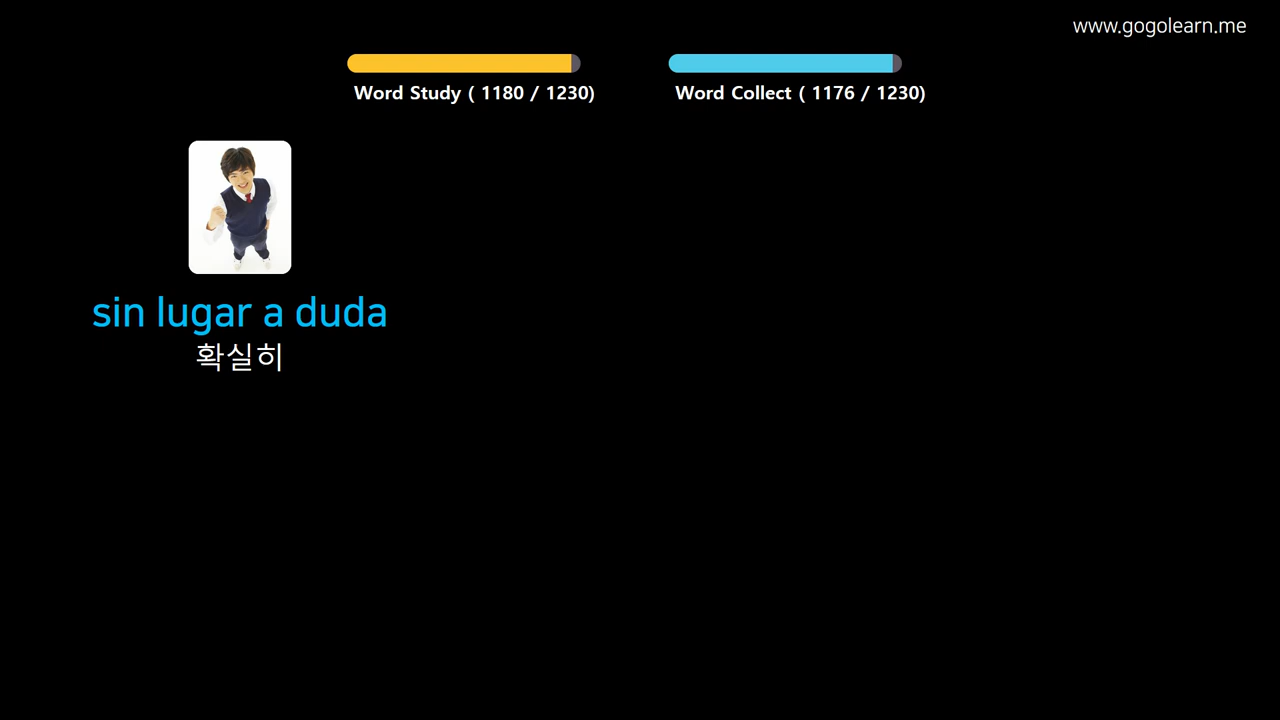 www.gogolearn.me
Word Study ( 1180 / 1230)
Word Collect ( 1176 / 1230)
sin lugar a duda
확실히